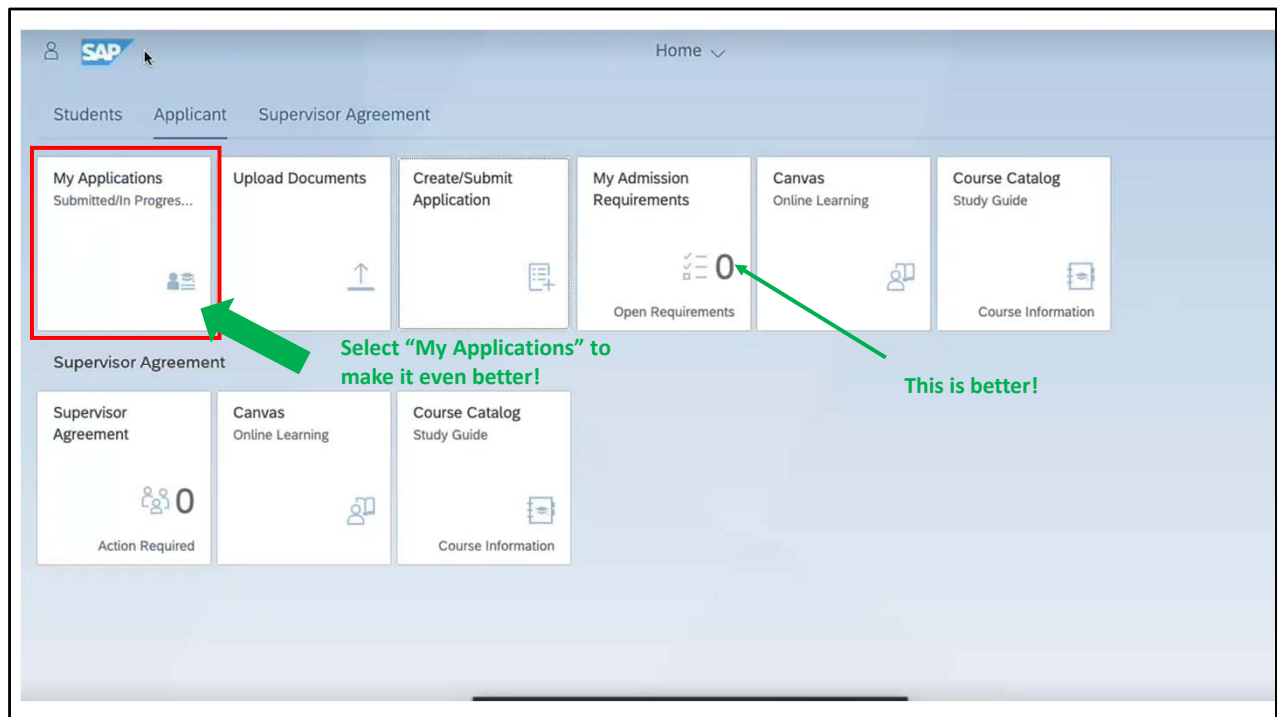 SAP
Home
Students Applicant Supervisor Agreement
My Applications
Submitted/In Progres...
Upload Documents
Create/Submit
Application
My Admission
Requirements
0
Open Requirements
Canvas
Online Learning
Course Catalog
Study Guide
Course Information
Select “My Applications” to
make it even better!
This is better!
Supervisor Agreement
Supervisor
Agreement
0
Action Required
Canvas
Online Learning
Course Catalog
Study Guide
Course Information